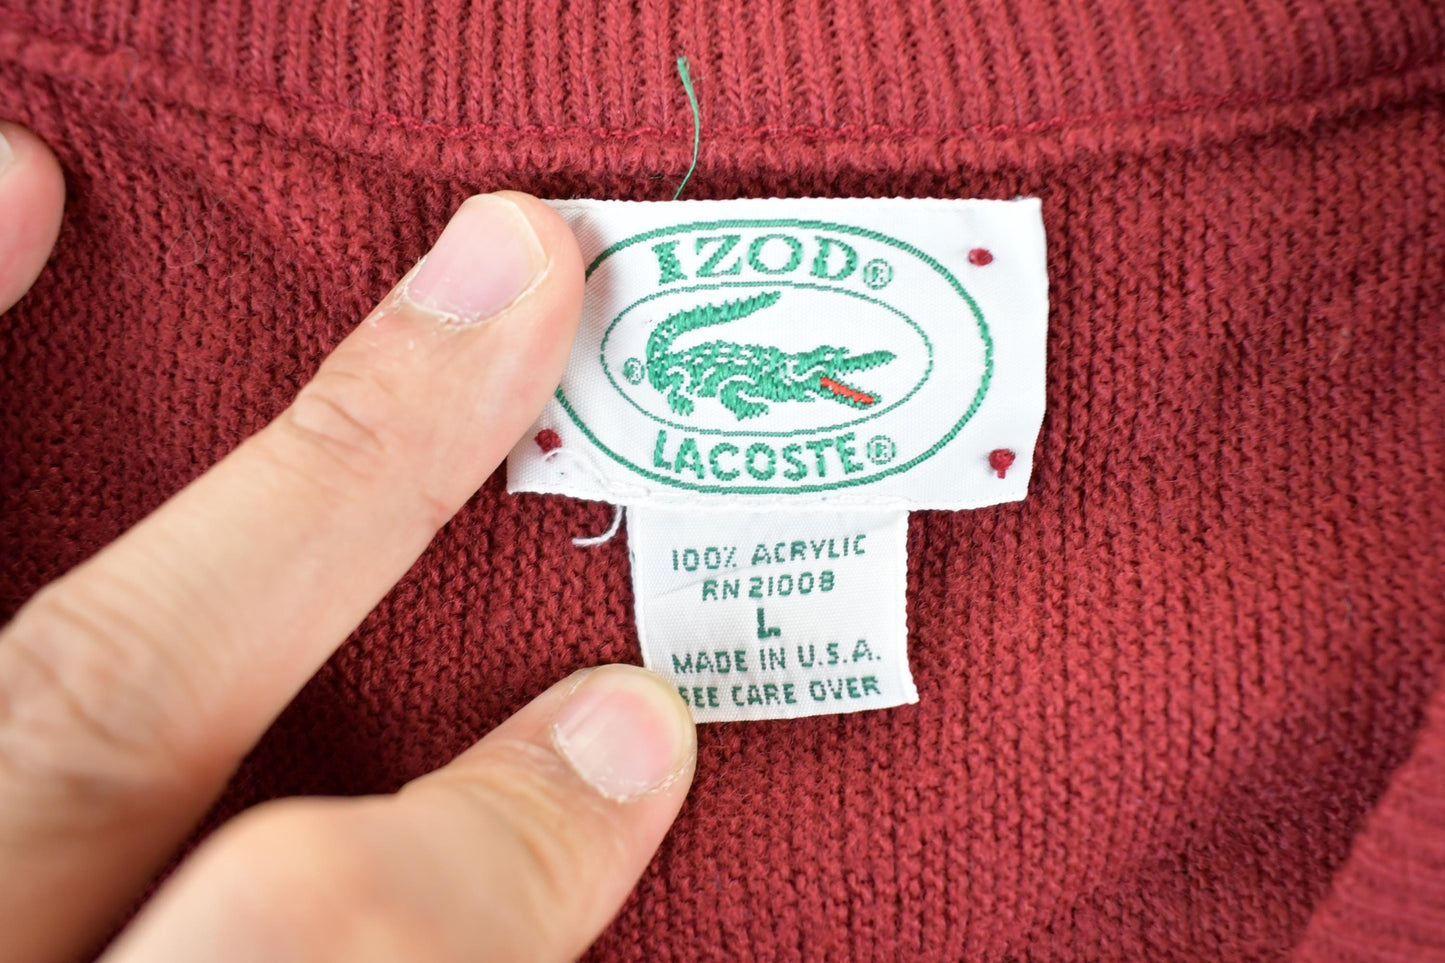 IZOD®
®
LACOSTE®
100% ACRYLIC
RN 21008
L
MADE IN U.S.A.
SEE CARE OVER